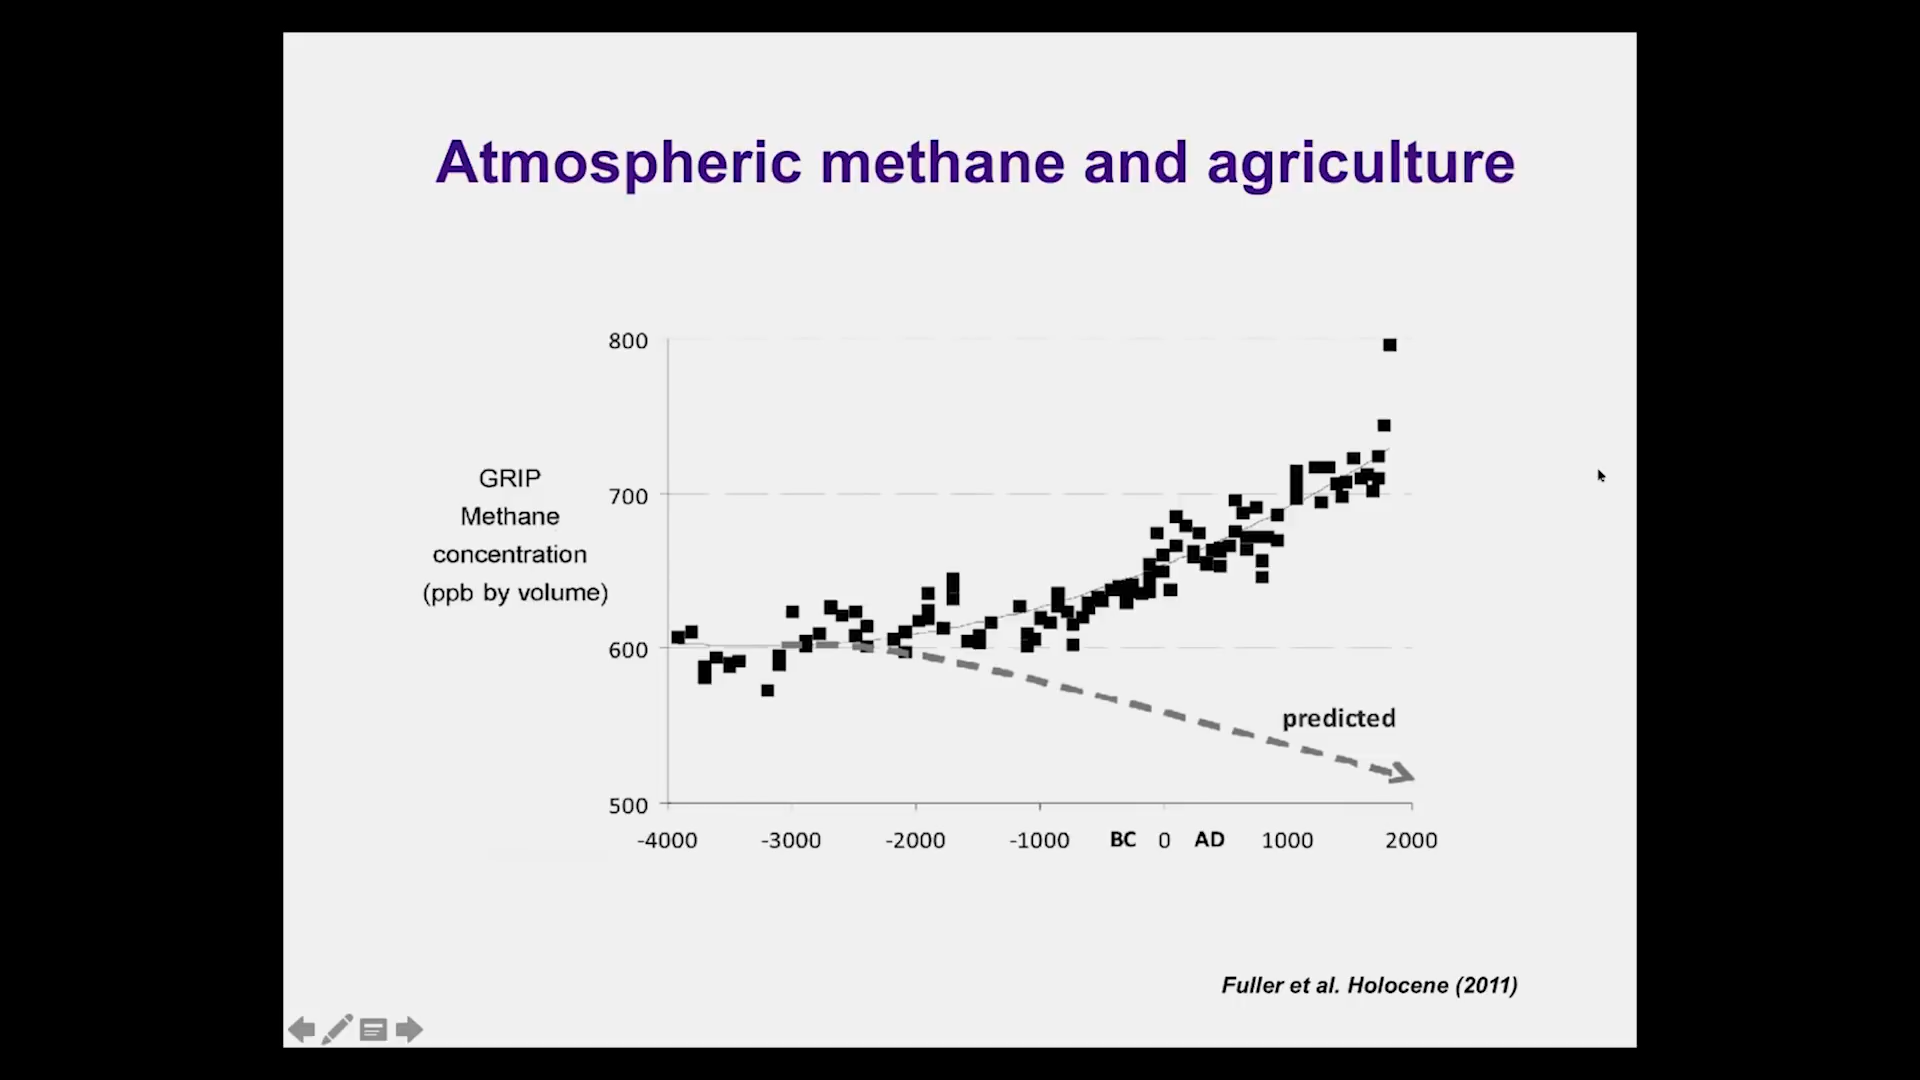 Atmospheric methane and agriculture
800
700
600
500
GRIP
Methane
concentration
(ppb by volume)
predicted
-4000 -3000 -2000 -1000 BC 0 AD 1000 2000
Fuller et al. Holocene (2011)